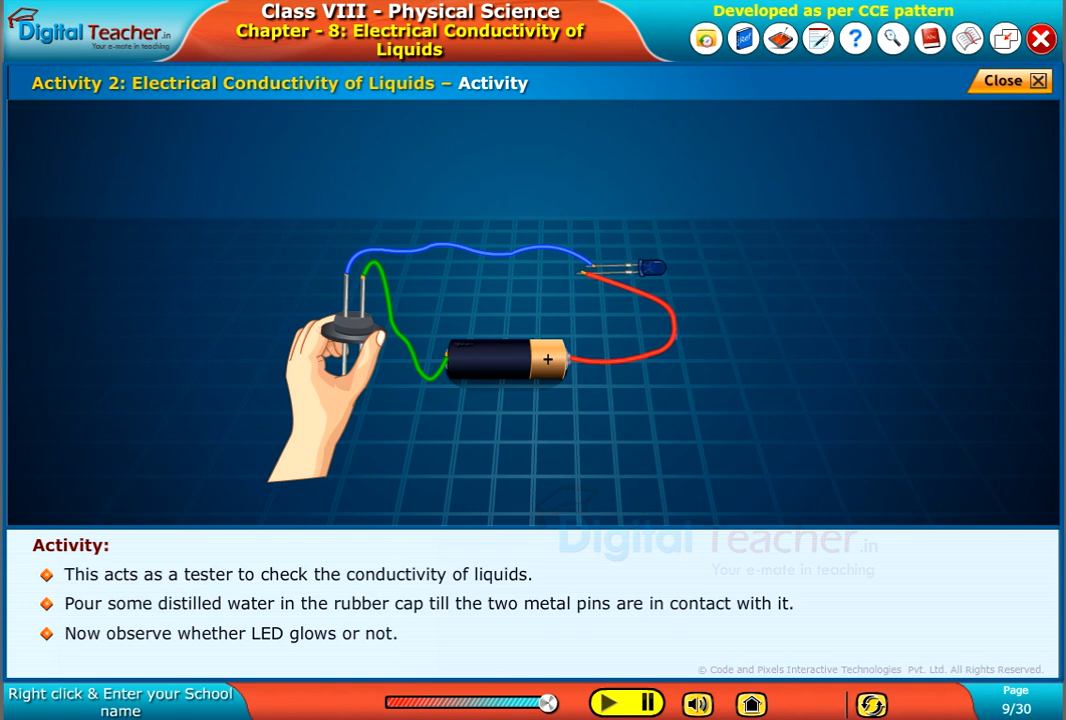 Digital Teacher.in
Your e-mate in teaching
Class VIII - Physical Science
Chapter - 8: Electrical Conductivity of
Liquids
Developed as per CCE pattern
Activity 2: Electrical Conductivity of Liquids – Activity
Close
+
Activity:
This acts as a tester to check the conductivity of liquids.
Pour some distilled water in the rubber cap till the two metal pins are in contact with it.
Now observe whether LED glows or not.
Digital Teacher.in
Your e-mate in teaching
© Code and Pixels Interactive Technologies Pvt. Ltd. All Rights Reserved.
Right click & Enter your School
name
Page
9/30